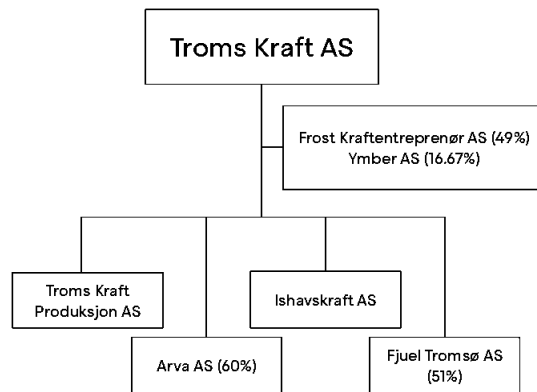 Troms Kraft AS
Frost Kraftentreprenør AS (49%)
Ymber AS (16.67%)
Troms Kraft
Produksjon AS
Arva AS (60%)
Ishavskraft AS
Fjuel Tromsø AS
(51%)